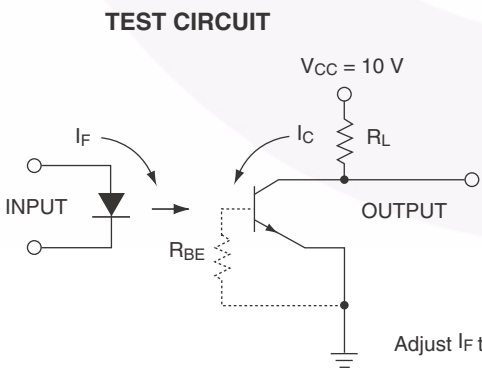 TEST CIRCUIT
VCC = 10 V
IF
IC
RL
INPUT
OUTPUT
RBE
Adjust IF t